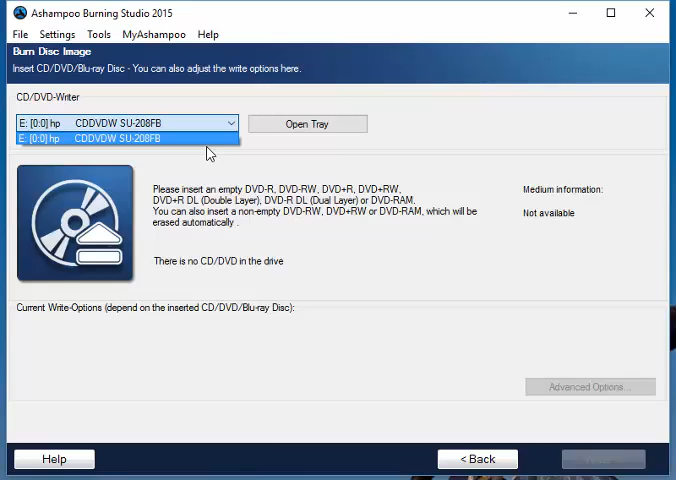 Ashampoo Burning Studio 2015
File Settings Tools MyAshampoo Help
Burn Disc Image
Insert CD/DVD/Blu-ray Disc - You can also adjust the write options here.
CD/DVD-Writer
E: [0:0] hp CDDVDW SU-208FB
Open Tray
E: [0:0] hp CDDVDW SU-208FB
Please insert an empty DVD-R, DVD-RW, DVD+R, DVD+RW,
DVD+R DL (Double Layer), DVD-R DL (Dual Layer) or DVD-RAM.
You can also insert a non-empty DVD-RW, DVD+RW or DVD-RAM, which will be
erased automatically .
Medium information:
Not available
There is no CD/DVD in the drive
Current Write-Options (depend on the inserted CD/DVD/Blu-ray Disc):
Advanced Options...
Help
< Back